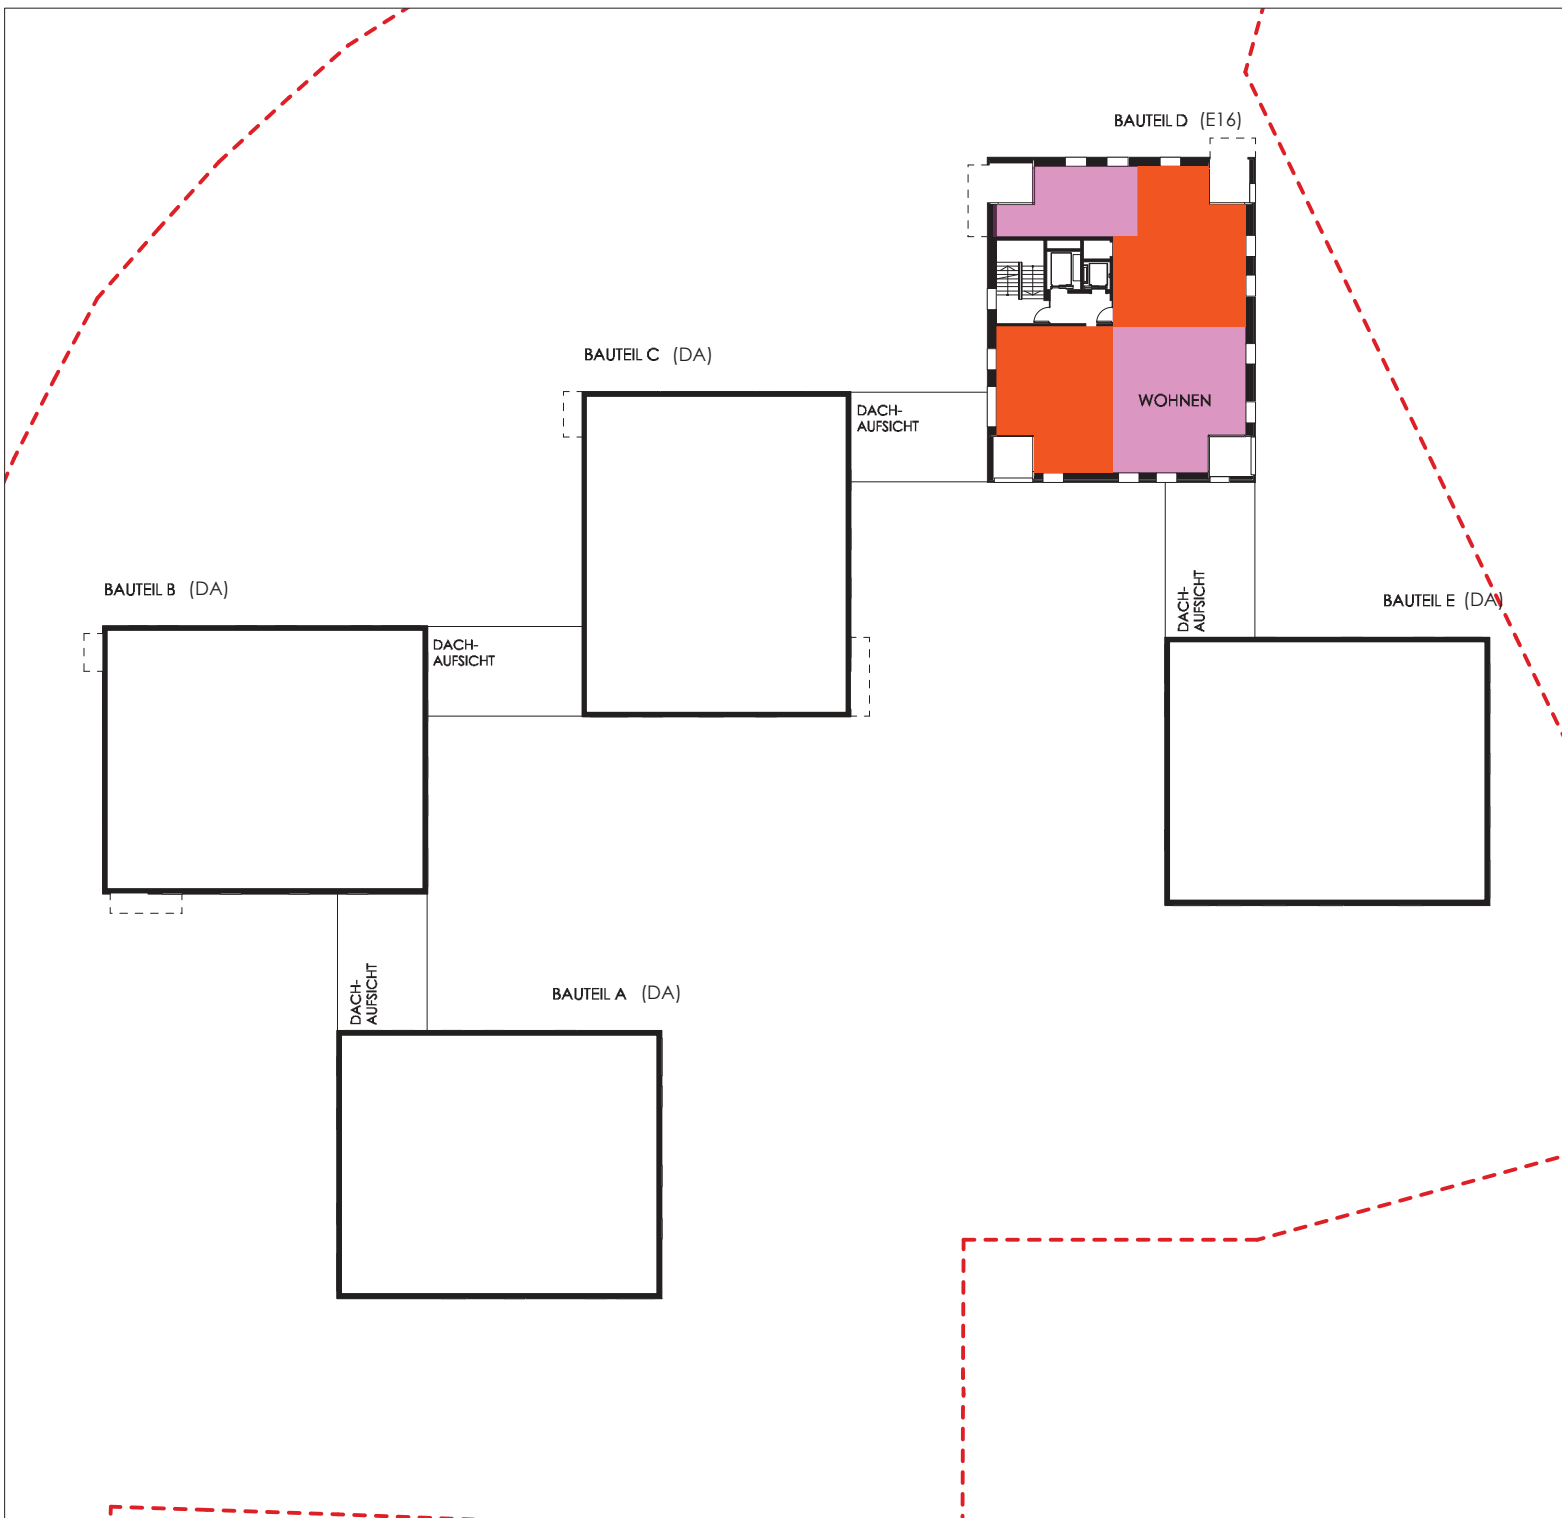 BAUTEIL D (E16)
BAUTEIL C (DA)
DACH-
AUFSICHT
WOHNEN
BAUTEIL B (DA)
DACH-
AUFSICHT
DACH-
AUFSICHT
BAUTEIL E (DA)
BAUTEIL A (DA)
DACH-
AUFSICHT